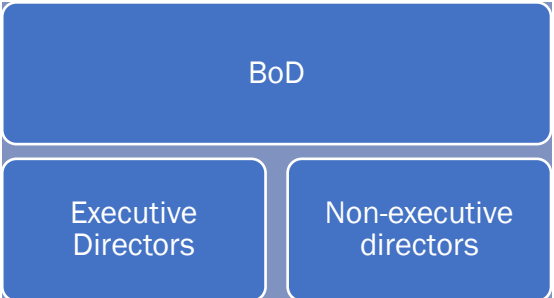 BoD
Executive
Directors
Non-executive
directors